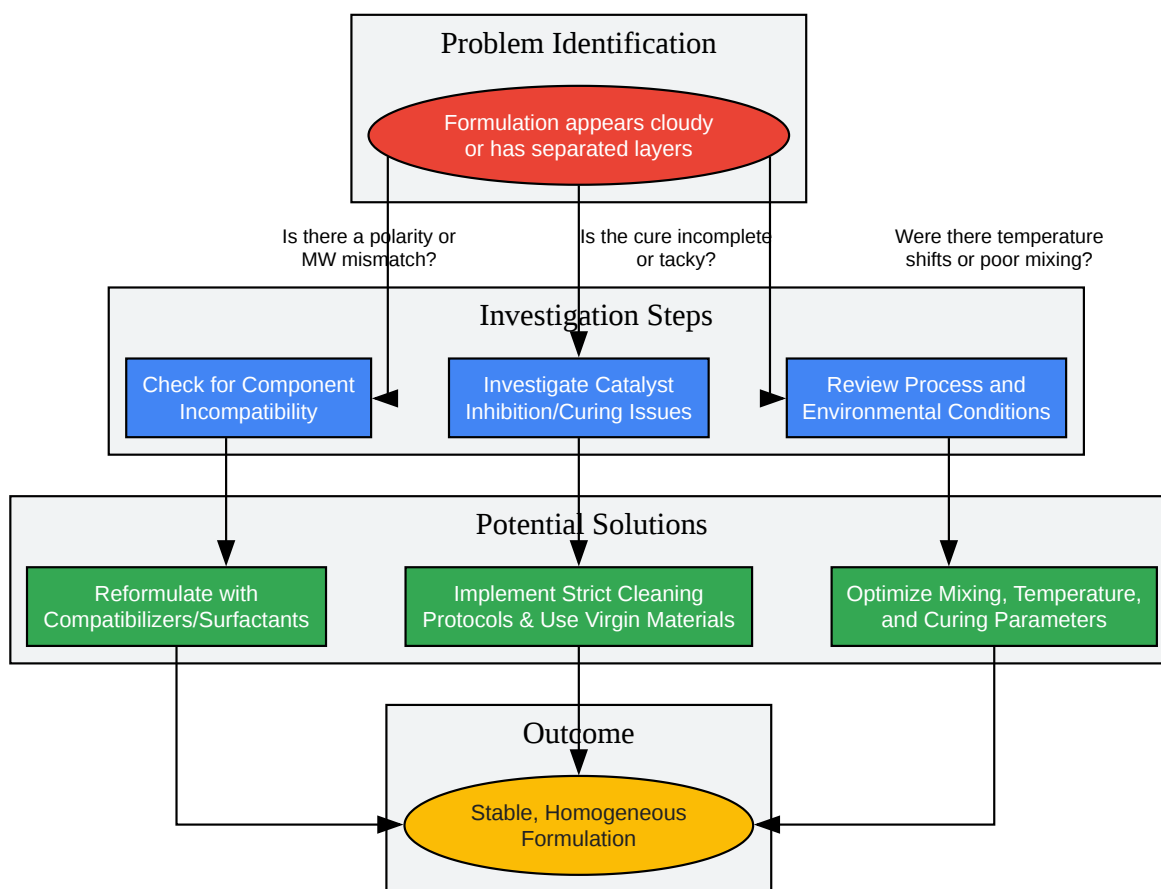 Problem Identification
Formulation appears cloudy
or has separated layers
Is there a polarity or
MW mismatch?
Is the cure incomplete
or tacky?
Were there temperature
shifts or poor mixing?
Investigation Steps
Check for Component
Incompatibility
Investigate Catalyst
Inhibition/Curing Issues
Review Process and
Environmental Conditions
Potential Solutions
Reformulate with
Compatibilizers/Surfactants
Implement Strict Cleaning
Protocols & Use Virgin Materials
Optimize Mixing, Temperature,
and Curing Parameters
Outcome
Stable, Homogeneous
Formulation